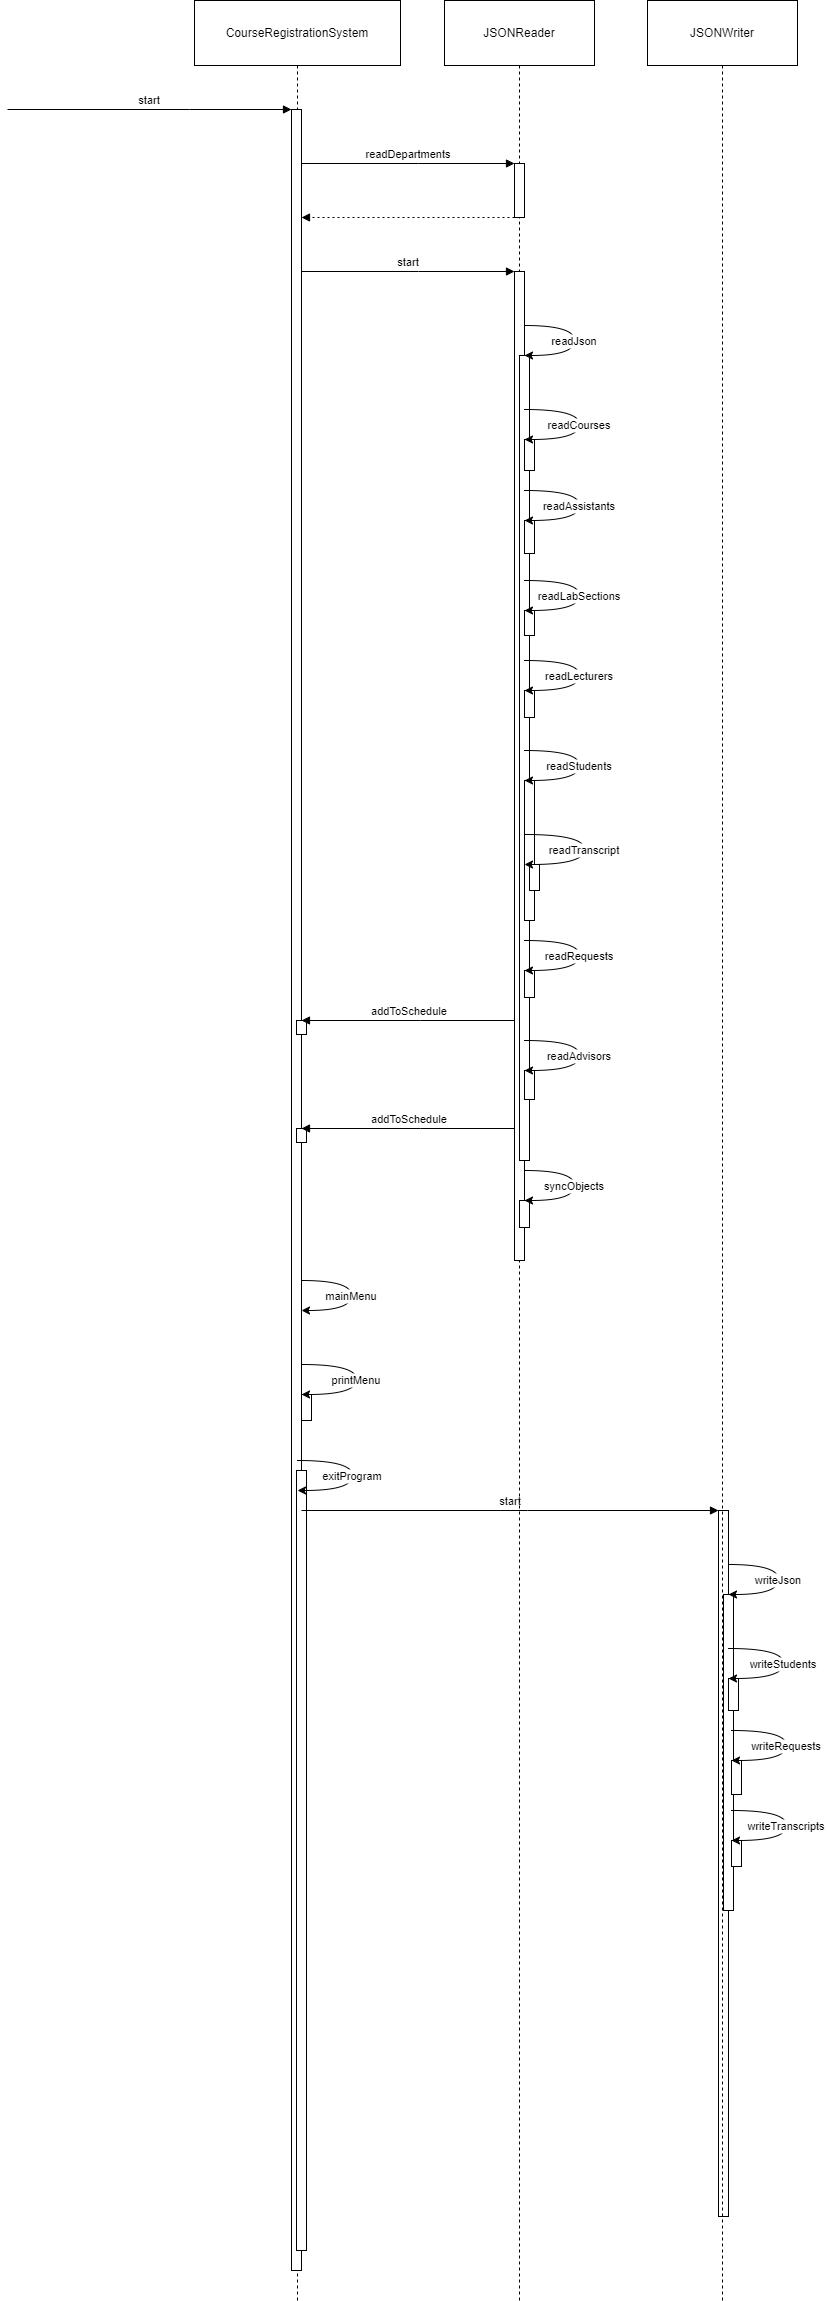 CourseRegistrationSystem
JSONReader
JSONWriter
start
readDepartments
start
readJson
readCourses
readAssistants
readLabSections
readLecturers
readStudents
readTranscript
readRequests
addToSchedule
readAdvisors
addToSchedule
syncObjects
mainMenu
printMenu
exitProgram
start
writeJson
writeStudents
writeRequests
writeTranscripts